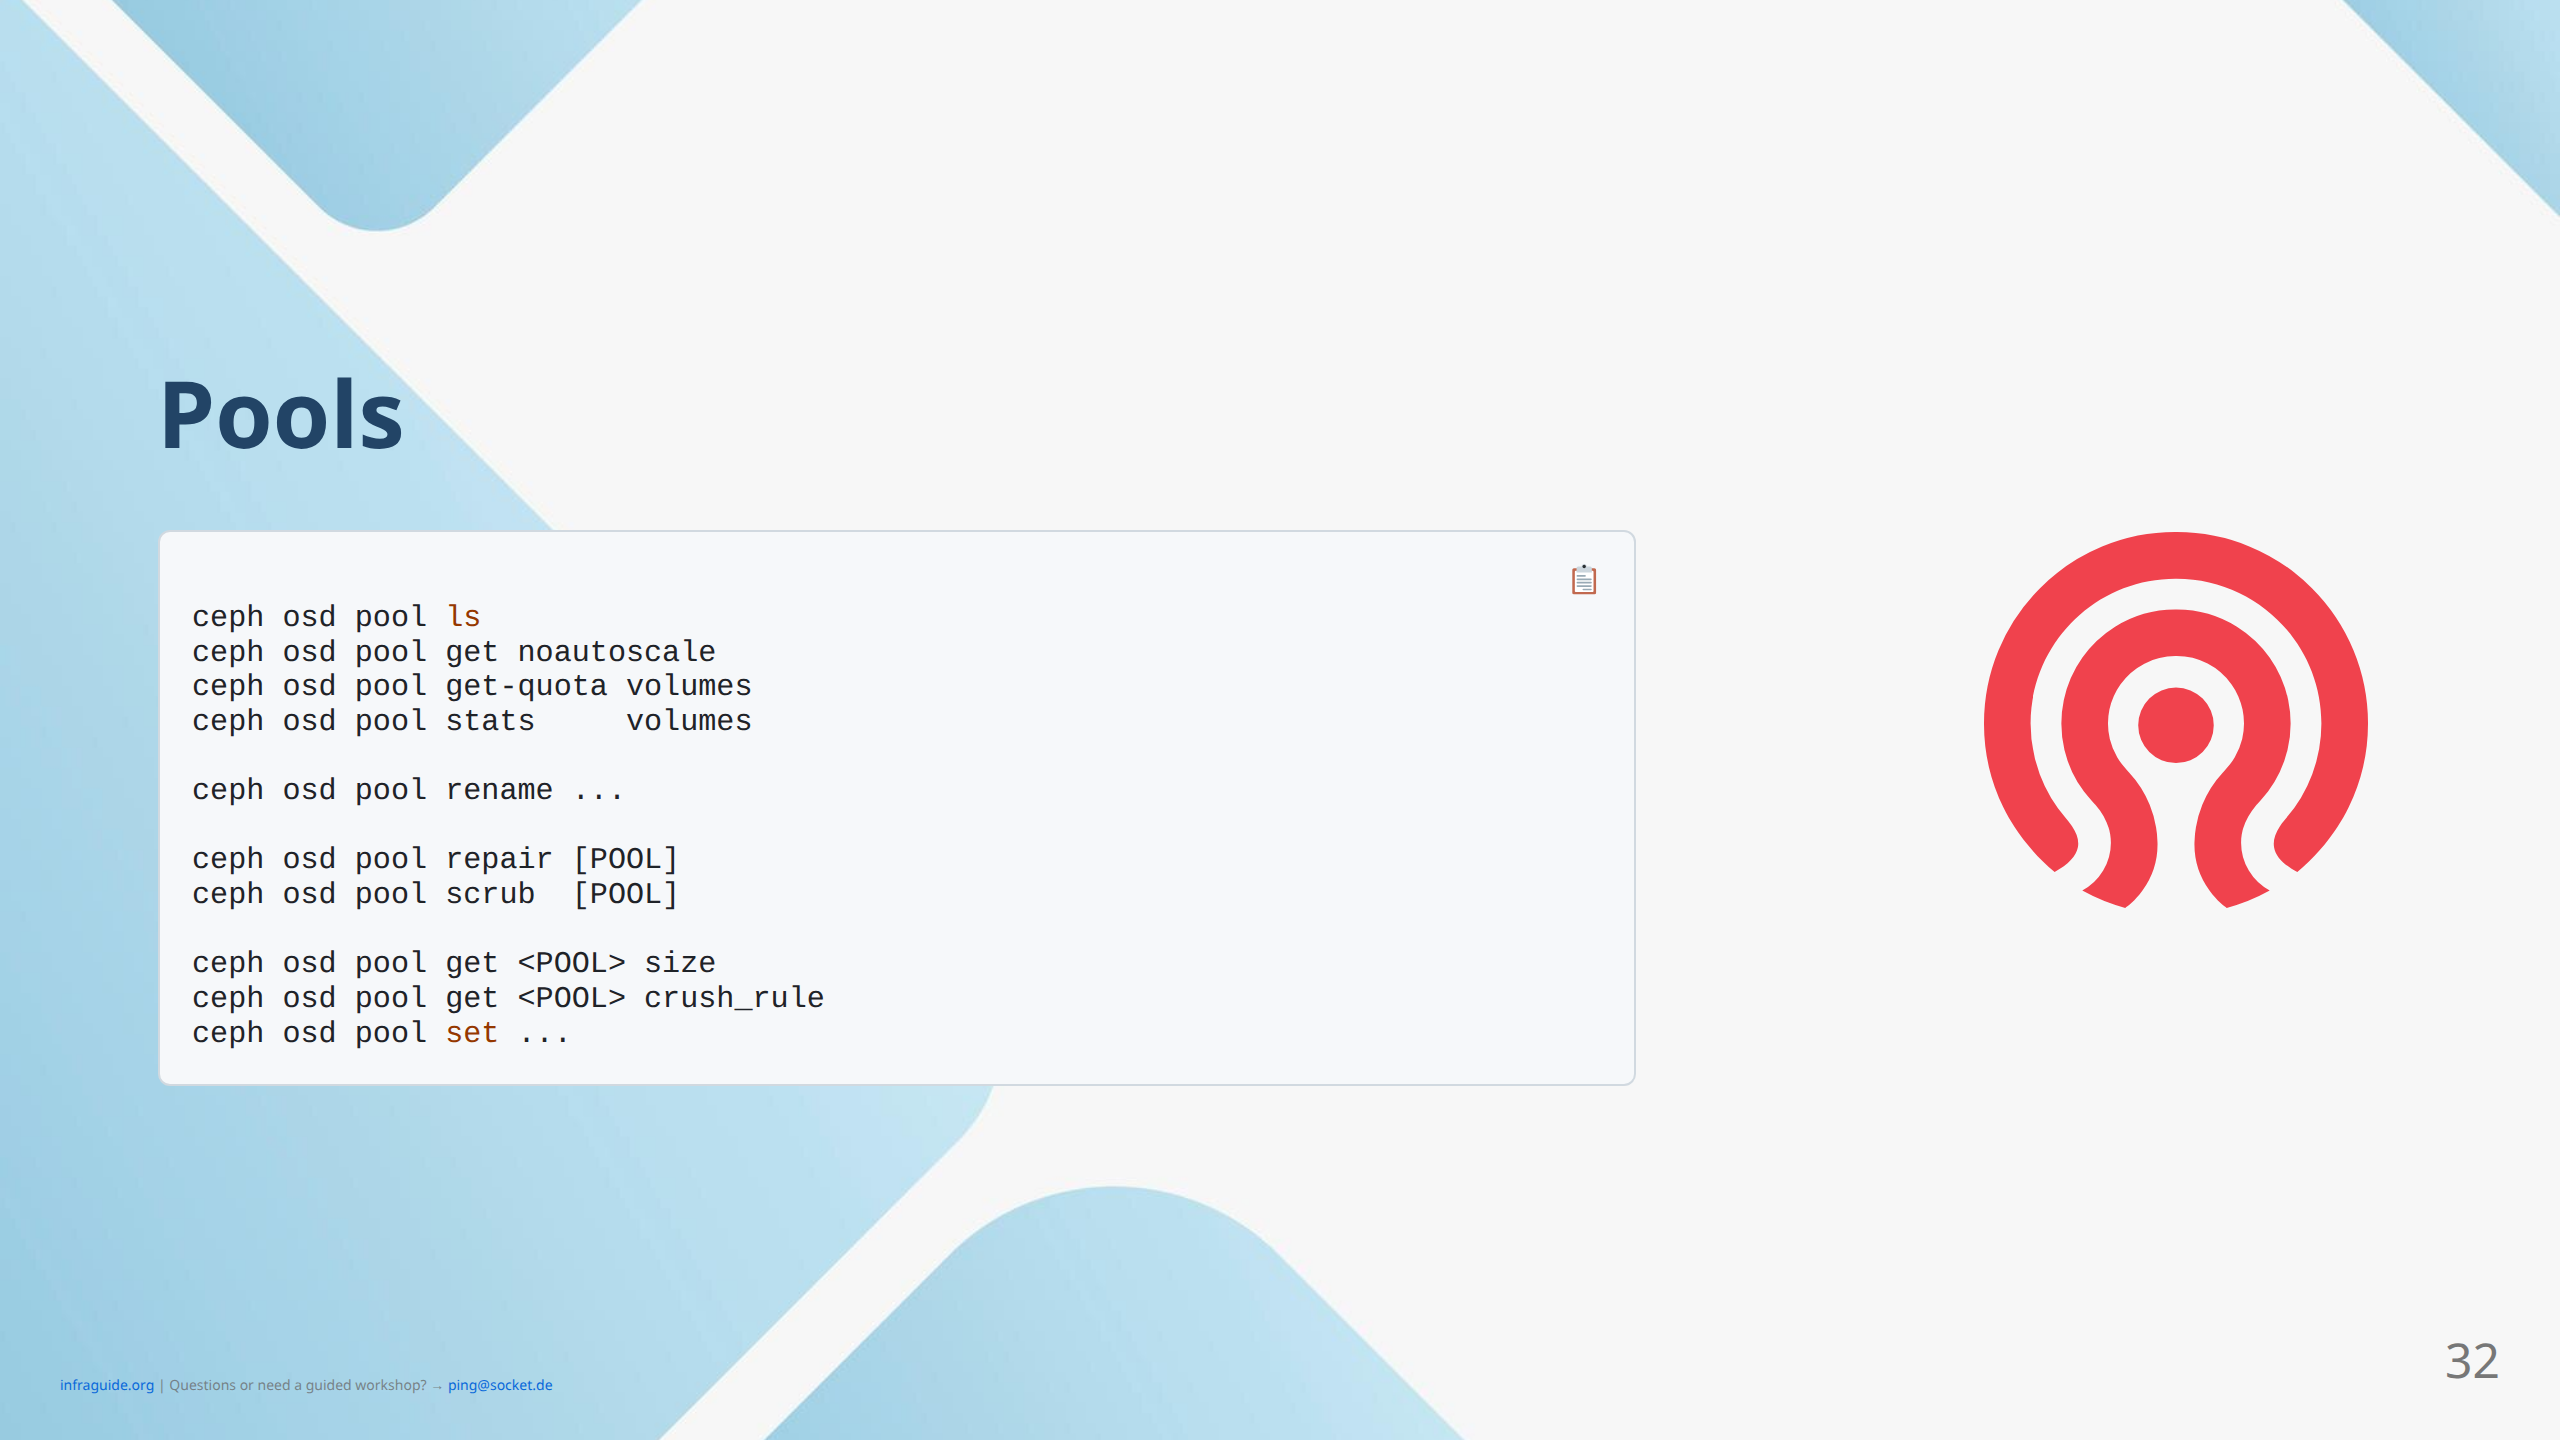 Pools
ceph osd pool ls
ceph osd pool get noautoscale
ceph osd pool get-quota volumes
ceph osd pool stats     volumes
ceph osd pool rename ...
ceph osd pool repair [POOL]
ceph osd pool scrub  [POOL]
ceph osd pool get <POOL> size
ceph osd pool get <POOL> crush_rule
ceph osd pool set ...
infraguide.org | Questions or need a guided workshop? → ping@socket.de
32